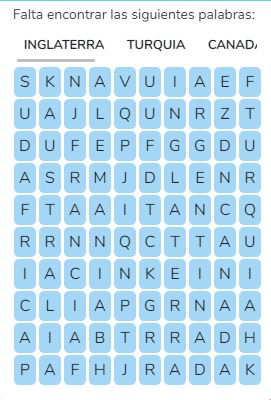 Falta encontrar las siguientes palabras:
INGLATERRA TURQUIA CANADA
S K N A V U I A E F
U A J L Q U N R Z T
D U F E P F G G D U
A S R M J D L E N R
F T A A I T A N C Q
R R N N Q C T T A U
I A C I N K E I N I
C L I A P G R N A A
A I A B T R R A D H
P A F H J R A D A K